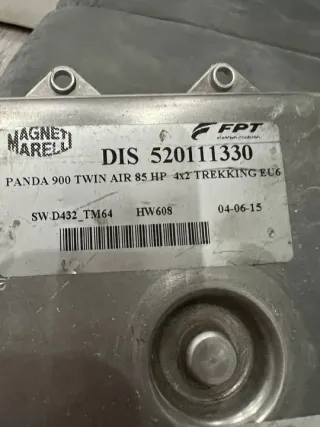 MAGNETI
MARELLI
FPT
DIS 520111330
PANDA 900 TWIN AIR 85 HP 4x2 TREKKING EU6
SW.D432_TM64 HW608 04-06-15